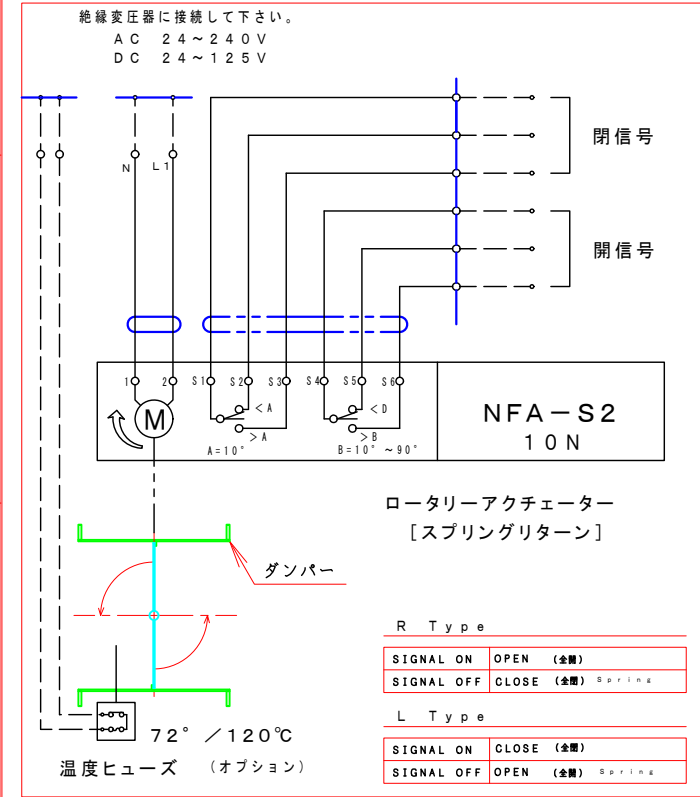 絶縁変圧器に接続して下さい。
AC 24～240V
DC 24～125V
閉信号
N L1
開信号
1 2 S1 S2 S3 S4 S5 S6
M
<A
>A
A=10°
<D
>B
B=10°~90°
NFA－S2
10N
ロータリーアクチェーター
[スプリングリターン]
ダンパー
R Type
SIGNAL ON OPEN (全開)
SIGNAL OFF CLOSE (全閉) Spring
L Type
SIGNAL ON CLOSE (全閉)
SIGNAL OFF OPEN (全開) Spring
72°／120℃
温度ヒューズ （オプション）